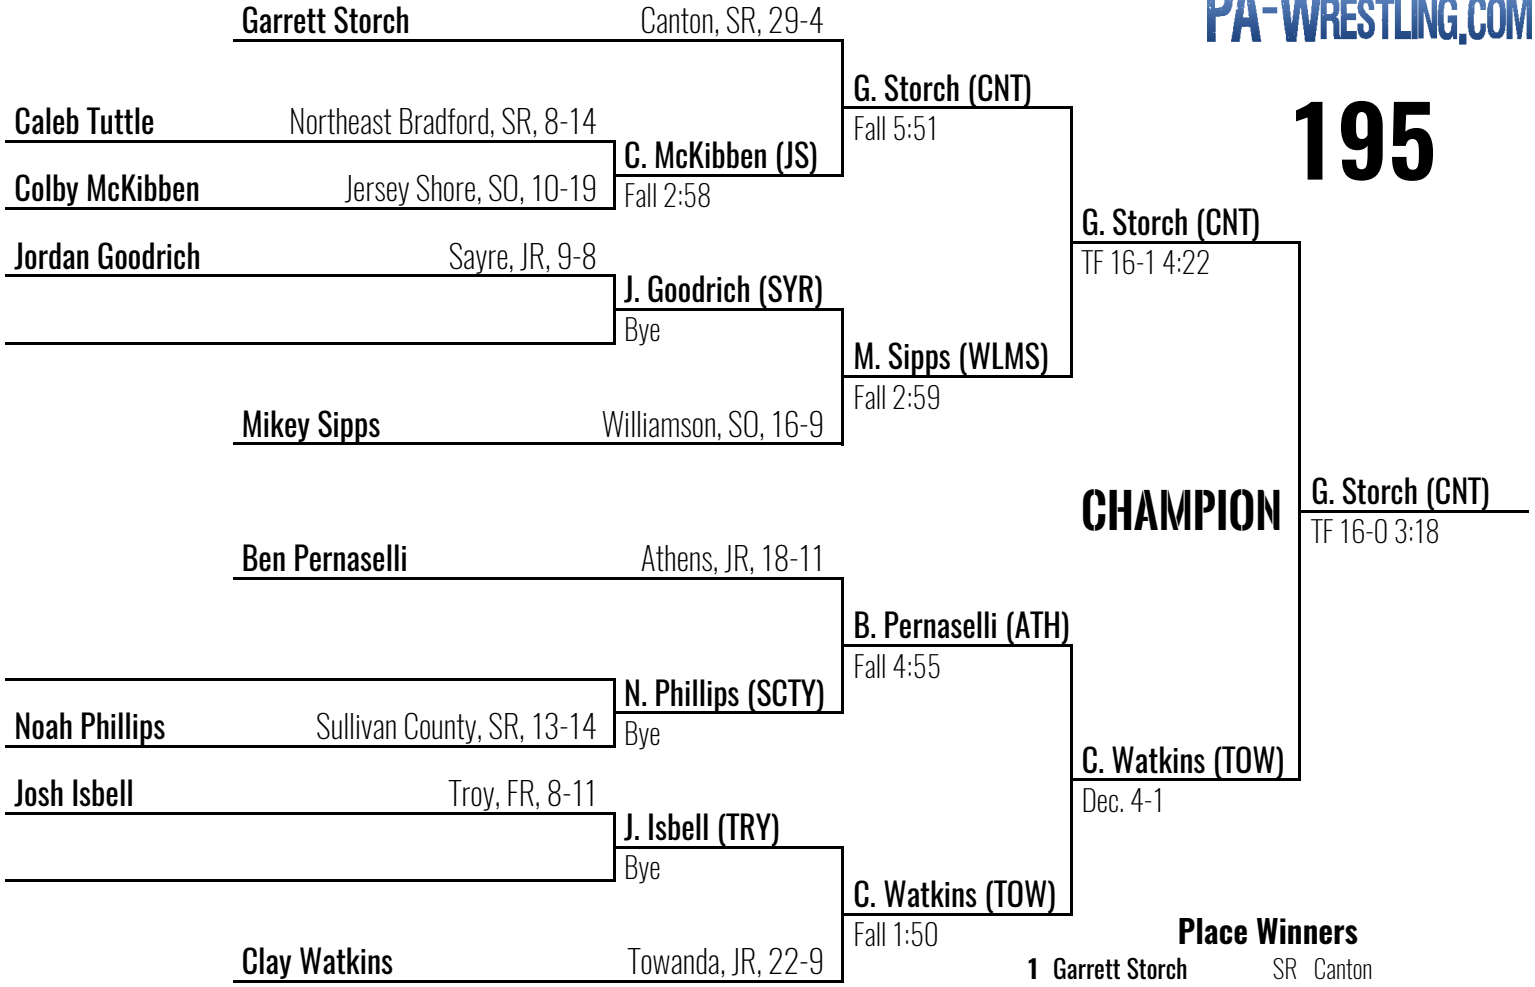 PA-WRESTLING.COM
195
Garrett Storch Canton, SR, 29-4
G. Storch (CNT)
Fall 5:51
Caleb Tuttle Northeast Bradford, SR, 8-14
C. McKibben (JS)
Fall 2:58
Colby McKibben Jersey Shore, SO, 10-19
G. Storch (CNT)
TF 16-1 4:22
Jordan Goodrich Sayre, JR, 9-8
J. Goodrich (SYR)
Bye
M. Sipps (WLMS)
Fall 2:59
Mikey Sipps Williamson, SO, 16-9
CHAMPION
G. Storch (CNT)
TF 16-0 3:18
Ben Pernaselli Athens, JR, 18-11
B. Pernaselli (ATH)
Fall 4:55
N. Phillips (SCTY)
Bye
Noah Phillips Sullivan County, SR, 13-14
C. Watkins (TOW)
Dec. 4-1
Josh Isbell Troy, FR, 8-11
J. Isbell (TRY)
Bye
C. Watkins (TOW)
Fall 1:50
Clay Watkins Towanda, JR, 22-9
Place Winners
1 Garrett Storch SR Canton